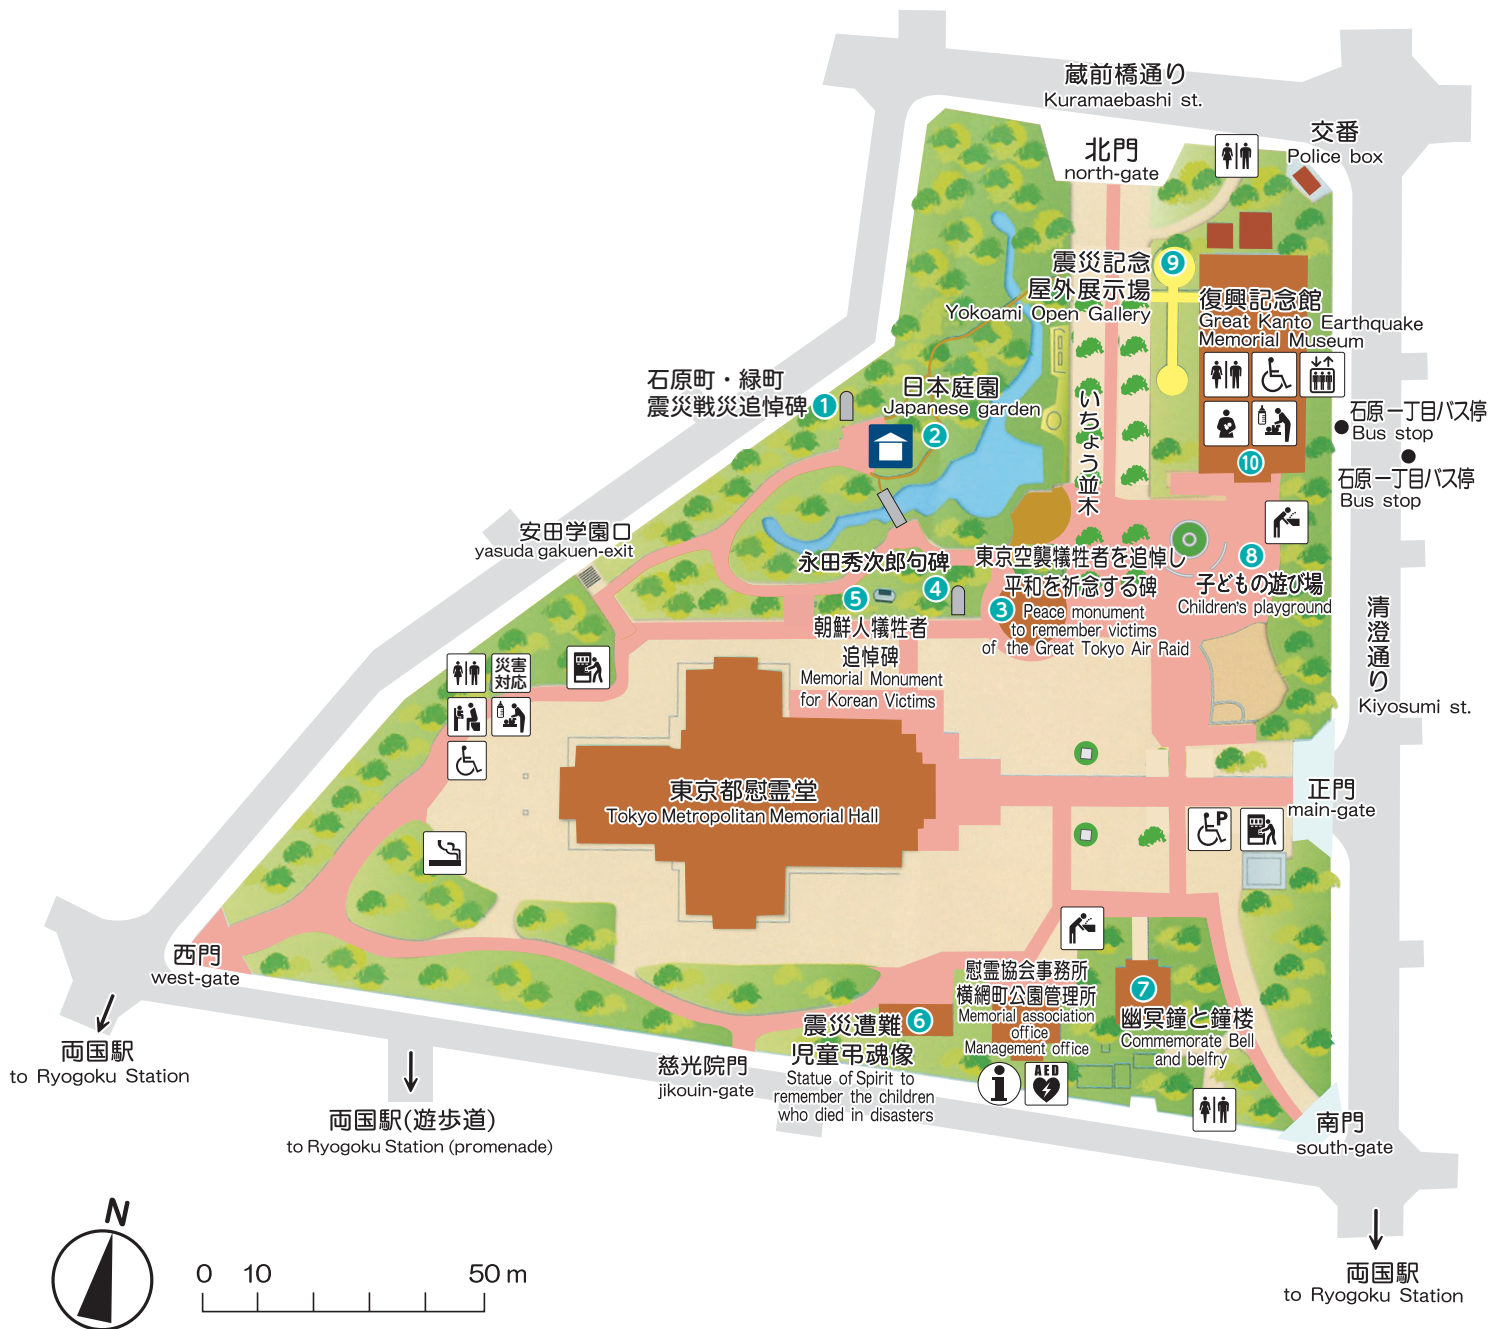 蔵前橋通り
Kuramaebashi st.
交番
Police box
北門
north-gate
震災記念
屋外展示場
Yokoami Open Gallery
9
復興記念館
Great Kanto Earthquake
Memorial Museum
10
石原町・緑町
震災戦災追悼碑
1
日本庭園
Japanese garden
2
いちょう並木
石原一丁目バス停
Bus stop
石原一丁目バス停
Bus stop
安田学園口
yasuda gakuen-exit
永田秀次郎句碑
4
東京空襲犠牲者を追悼し
平和を祈念する碑
3
Peace monument
to remember victims
of the Great Tokyo Air Raid
8
子どもの遊び場
Children's playground
5
朝鮮人犠牲者
追悼碑
Memorial Monument
for Korean Victims
清澄通り
Kiyosumi st.
災害
対応
東京都慰霊堂
Tokyo Metropolitan Memorial Hall
正門
main-gate
P
西門
west-gate
両国駅
to Ryogoku Station
両国駅(遊歩道)
to Ryogoku Station (promenade)
慈光院門
jikouin-gate
震災遭難
児童弔魂像
6
Statue of Spirit to
remember the children
who died in disasters
慰霊協会事務所
横網町公園管理所
Memorial association
office
Management office
i
AED
7
幽冥鐘と鐘楼
Commemorate Bell
and belfry
南門
south-gate
両国駅
to Ryogoku Station
N
0 10 50 m